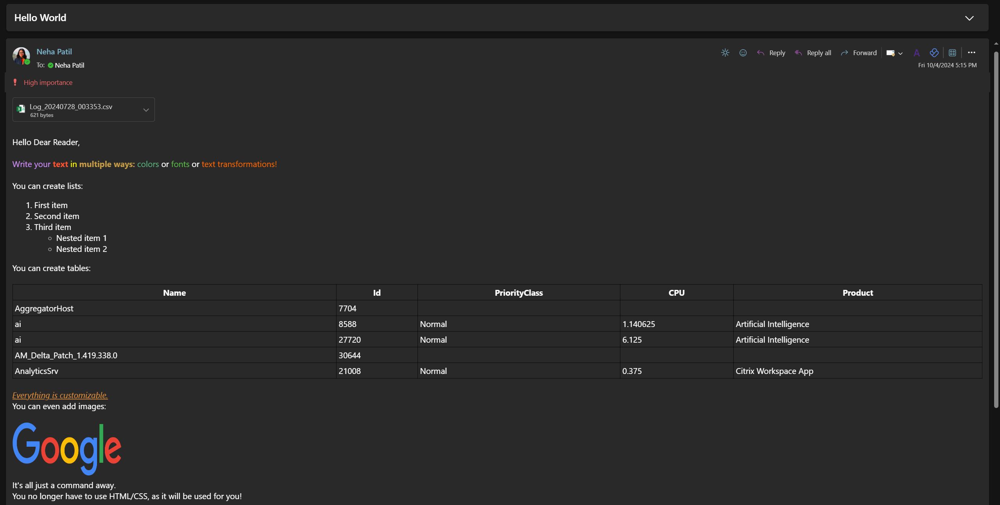 Hello World
Neha Patil
Reply Reply all Forward
To: Neha Patil
Fri 10/4/2024 5:15 PM
High importance
Log_20240728_003353.csv
621 bytes
Hello Dear Reader,
Write your text in multiple ways: colors or fonts or text transformations!
You can create lists:
1. First item
2. Second item
3. Third item
Nested item 1
Nested item 2
You can create tables:
Name Id PriorityClass CPU Product
AggregatorHost 7704
ai 8588 Normal 1.140625 Artificial Intelligence
ai 27720 Normal 6.125 Artificial Intelligence
AM_Delta_Patch_1.419.338.0 30644
AnalyticsSrv 21008 Normal 0.375 Citrix Workspace App
Everything is customizable.
You can even add images:
Google
It's all just a command away.
You no longer have to use HTML/CSS, as it will be used for you!